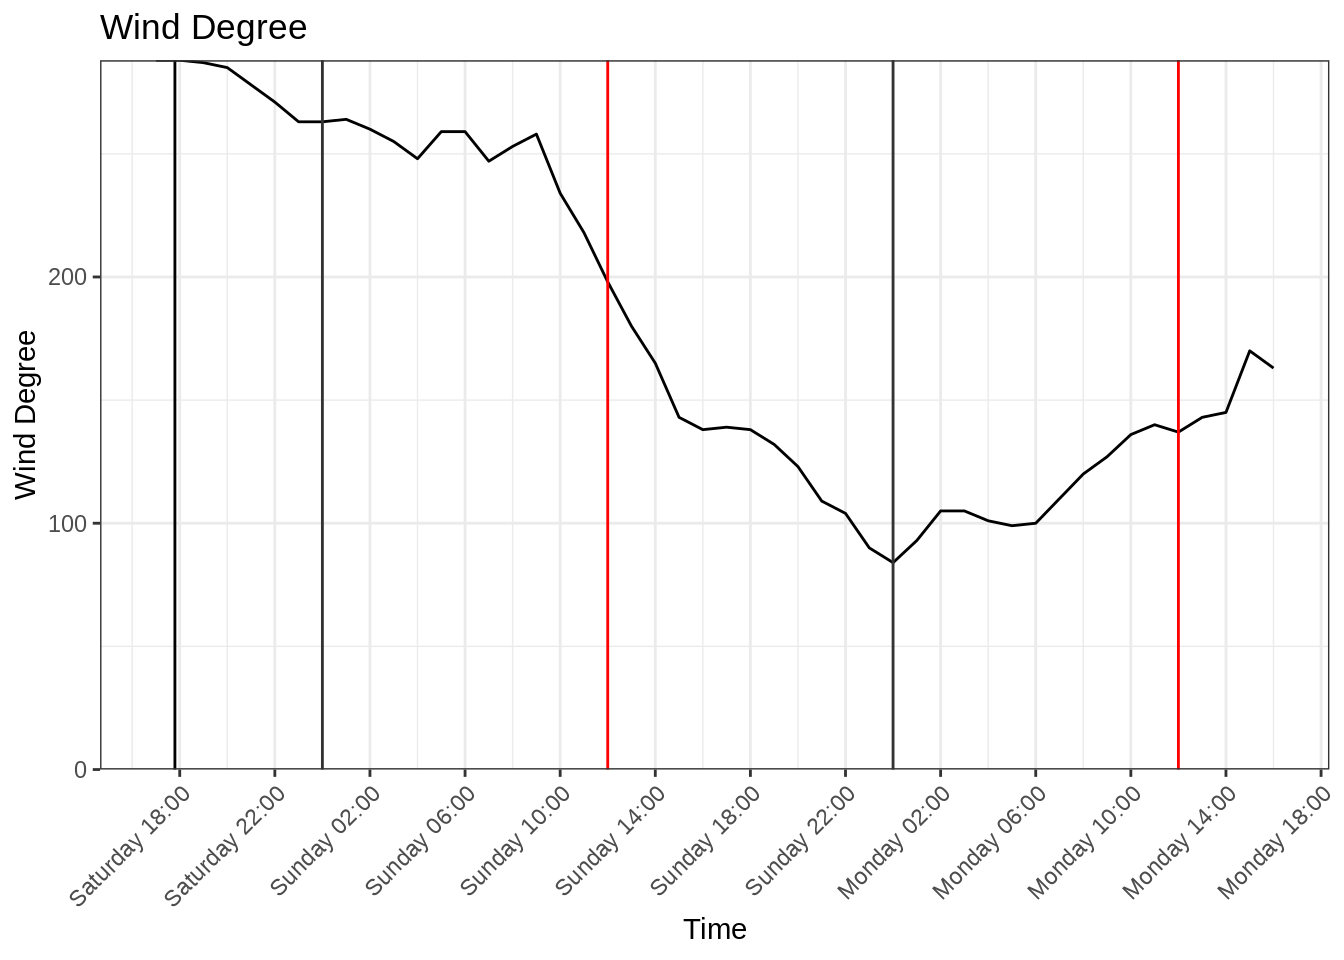 Wind Degree
Wind Degree
200
100
0
Saturday 18:00
Saturday 22:00
Sunday 02:00
Sunday 06:00
Sunday 10:00
Sunday 14:00
Sunday 18:00
Sunday 22:00
Monday 02:00
Monday 06:00
Monday 10:00
Monday 14:00
Monday 18:00
Time